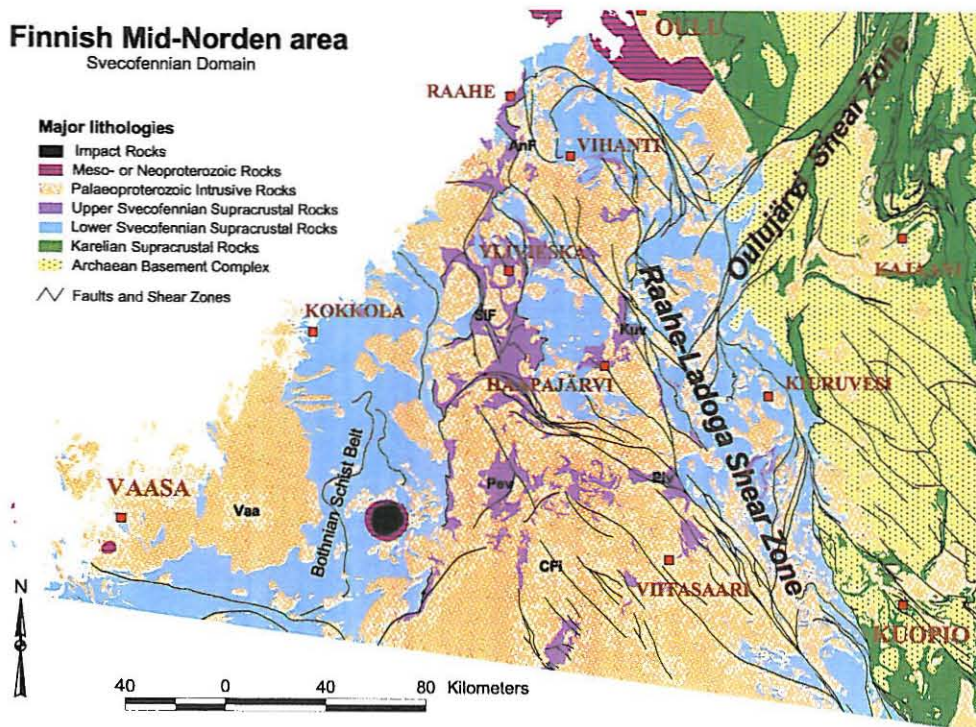 Finnish Mid-Norden area
Svecofennian Domain
Major lithologies
Impact Rocks
Meso- or Neoproterozoic Rocks
Palaeoproterozoic Intrusive Rocks
Upper Svecofennian Supracrustal Rocks
Lower Svecofennian Supracrustal Rocks
Karelian Supracrustal Rocks
Archaean Basement Complex
Faults and Shear Zones
OULU
RAAHE
AnF
VIHANTI
Oulujärvi Shear Zone
YLIVIESKA
KAJAANI
KOKKOLA
SIF
Kuv
Raahe-Ladoga Shear Zone
HAAPAJÄRVI
KIURUVESI
VAASA
Vaa
Bothnian Schist Belt
Pev
CFi
VIITASAARI
KUOPIO
N
40 0 40 80 Kilometers